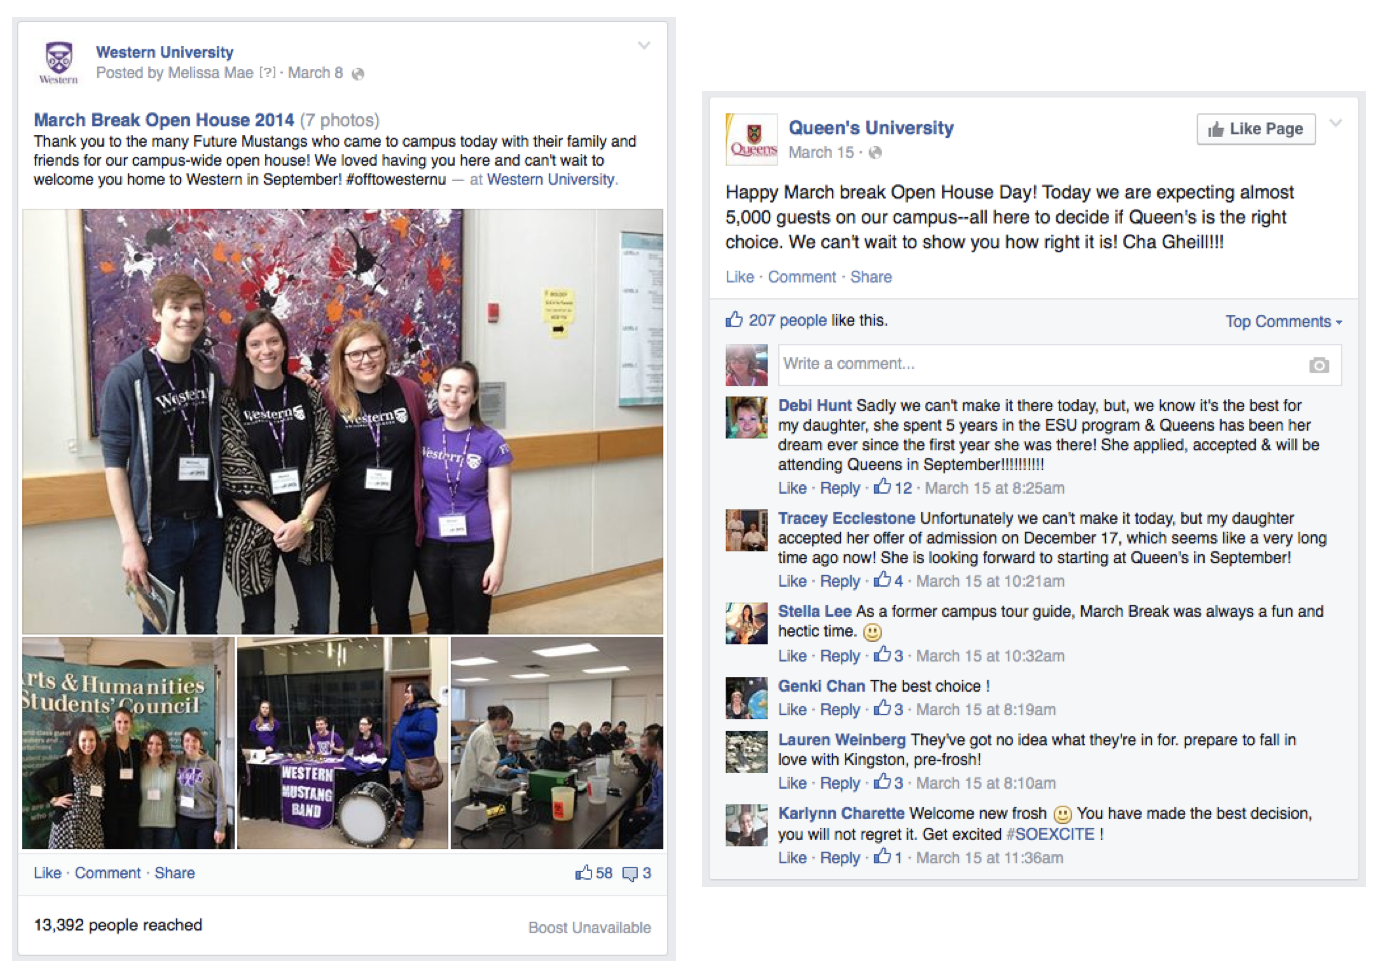 Western
Western University
Posted by Melissa Mae [?] · March 8
March Break Open House 2014 (7 photos)
Thank you to the many Future Mustangs who came to campus today with their family and
friends for our campus-wide open house! We loved having you here and can't wait to
welcome you home to Western in September! #offtowesternu — at Western University.
Western
Western
Western
Western
rts & Humanities
Students' Council
WESTERN
MUSTANG
BAND
Like · Comment · Share
58 3
13,392 people reached
Boost Unavailable
Queen's
Queen's University
Like Page
March 15 ·
Happy March break Open House Day! Today we are expecting almost
5,000 guests on our campus--all here to decide if Queen's is the right
choice. We can't wait to show you how right it is! Cha Gheill!!!
Like · Comment · Share
207 people like this.
Top Comments
Write a comment...
Debi Hunt Sadly we can't make it there today, but, we know it's the best for
my daughter, she spent 5 years in the ESU program & Queens has been her
dream ever since the first year she was there! She applied, accepted & will be
attending Queens in September!!!!!!!!!!
Like · Reply · 12 · March 15 at 8:25am
Tracey Ecclestone Unfortunately we can't make it today, but my daughter
accepted her offer of admission on December 17, which seems like a very long
time ago now! She is looking forward to starting at Queen's in September!
Like · Reply · 4 · March 15 at 10:21am
Stella Lee As a former campus tour guide, March Break was always a fun and
hectic time.
Like · Reply · 3 · March 15 at 10:32am
Genki Chan The best choice !
Like · Reply · 3 · March 15 at 8:19am
Lauren Weinberg They've got no idea what they're in for. prepare to fall in
love with Kingston, pre-frosh!
Like · Reply · 3 · March 15 at 8:10am
Karlynn Charette Welcome new frosh You have made the best decision,
you will not regret it. Get excited #SOEXCITE !
Like · Reply · 1 · March 15 at 11:36am